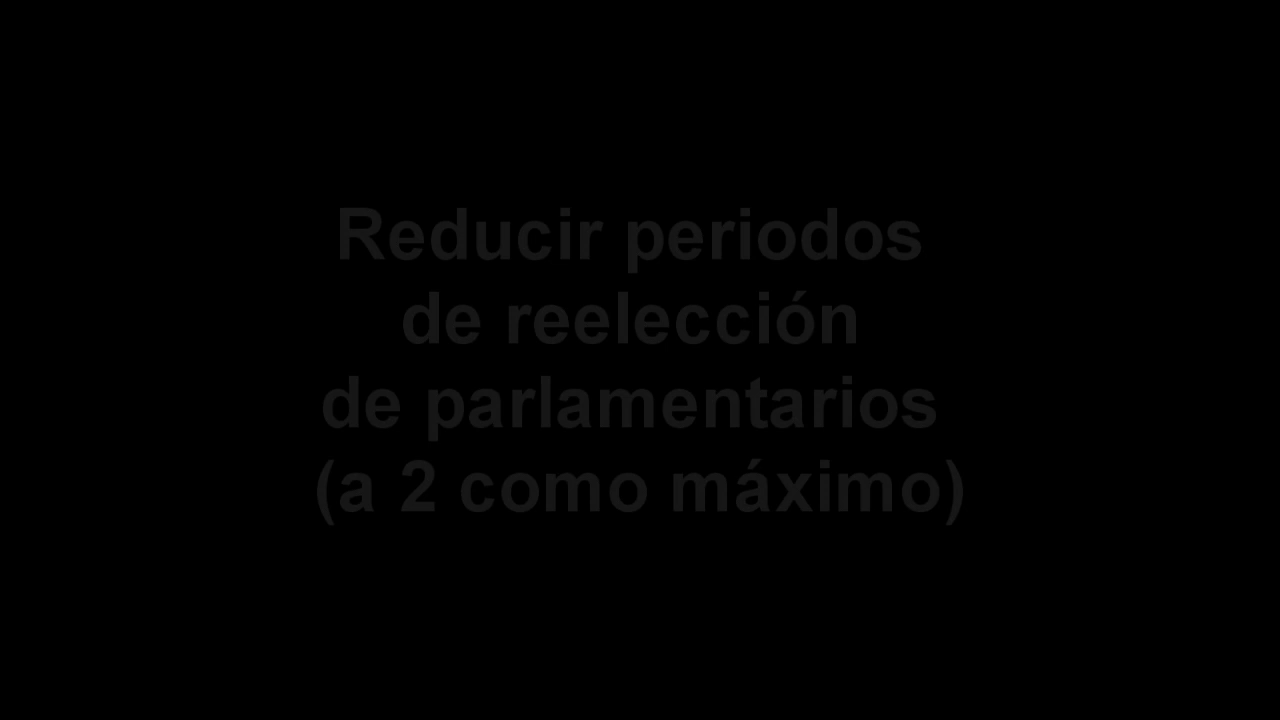 Reducir periodos
de reelección
de parlamentarios
(a 2 como máximo)